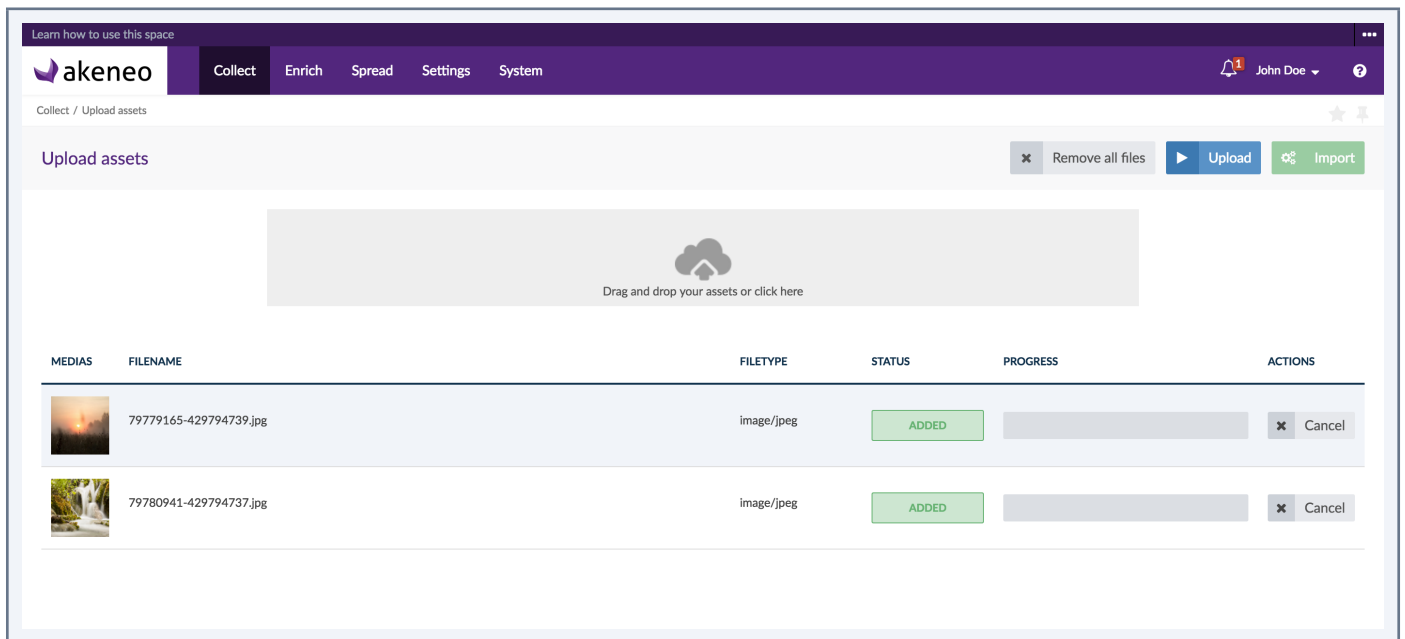 Learn how to use this space
akeneo Collect Enrich Spread Settings System 1 John Doe
Collect / Upload assets
Upload assets Remove all files Upload Import
Drag and drop your assets or click here
MEDIAS FILENAME FILETYPE STATUS PROGRESS ACTIONS
79779165-429794739.jpg image/jpeg ADDED Cancel
79780941-429794737.jpg image/jpeg ADDED Cancel